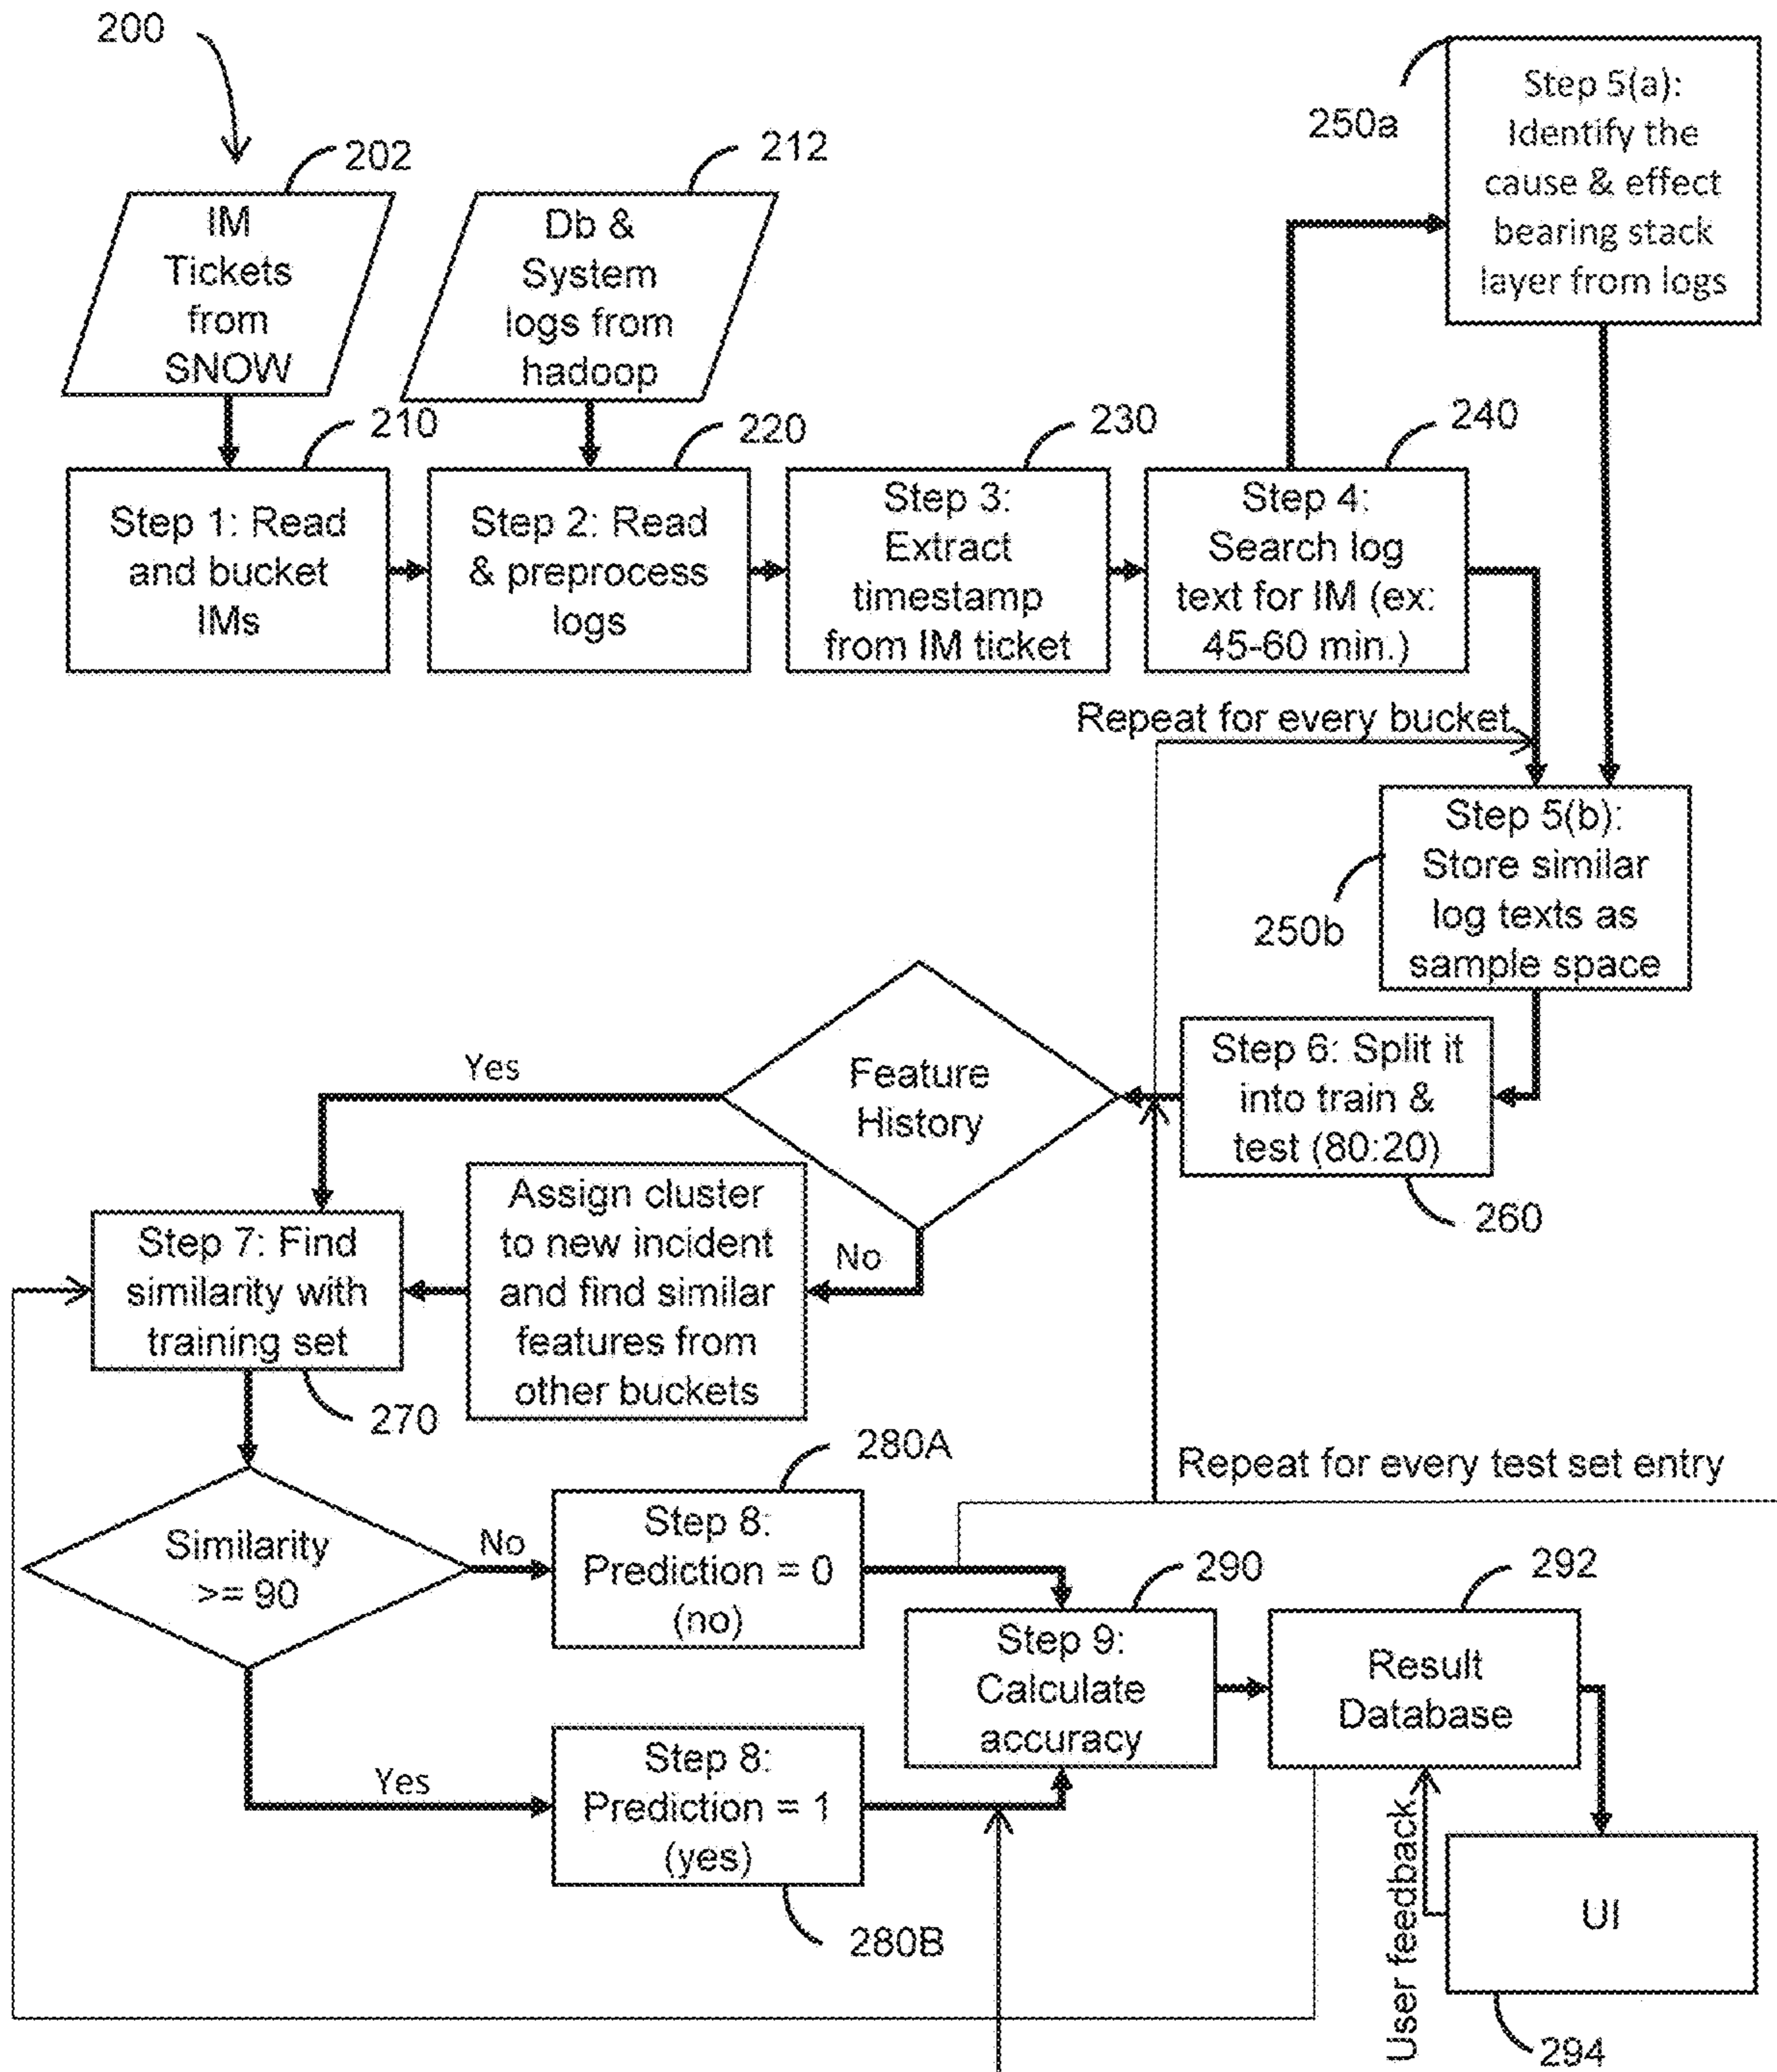 200
202
IM
Tickets
from
SNOW
212
Db &
System
logs from
hadoop
250a
Step 5(a):
Identify the
cause & effect
bearing stack
layer from logs
210
Step 1: Read
and bucket
IMs
220
Step 2: Read
& preprocess
logs
230
Step 3:
Extract
timestamp
from IM ticket
240
Step 4:
Search log
text for IM (ex:
45-60 min.)
Repeat for every bucket
Step 5(b):
Store similar
log texts as
sample space
250b
Step 6: Split it
into train &
test (80:20)
260
Feature
History
Yes
No
Assign cluster
to new incident
and find similar
features from
other buckets
Step 7: Find
similarity with
training set
270
Similarity
>= 90
No
Yes
280A
Step 8:
Prediction = 0
(no)
Repeat for every test set entry
Step 8:
Prediction = 1
(yes)
280B
290
Step 9:
Calculate
accuracy
292
Result
Database
User feedback
UI
294